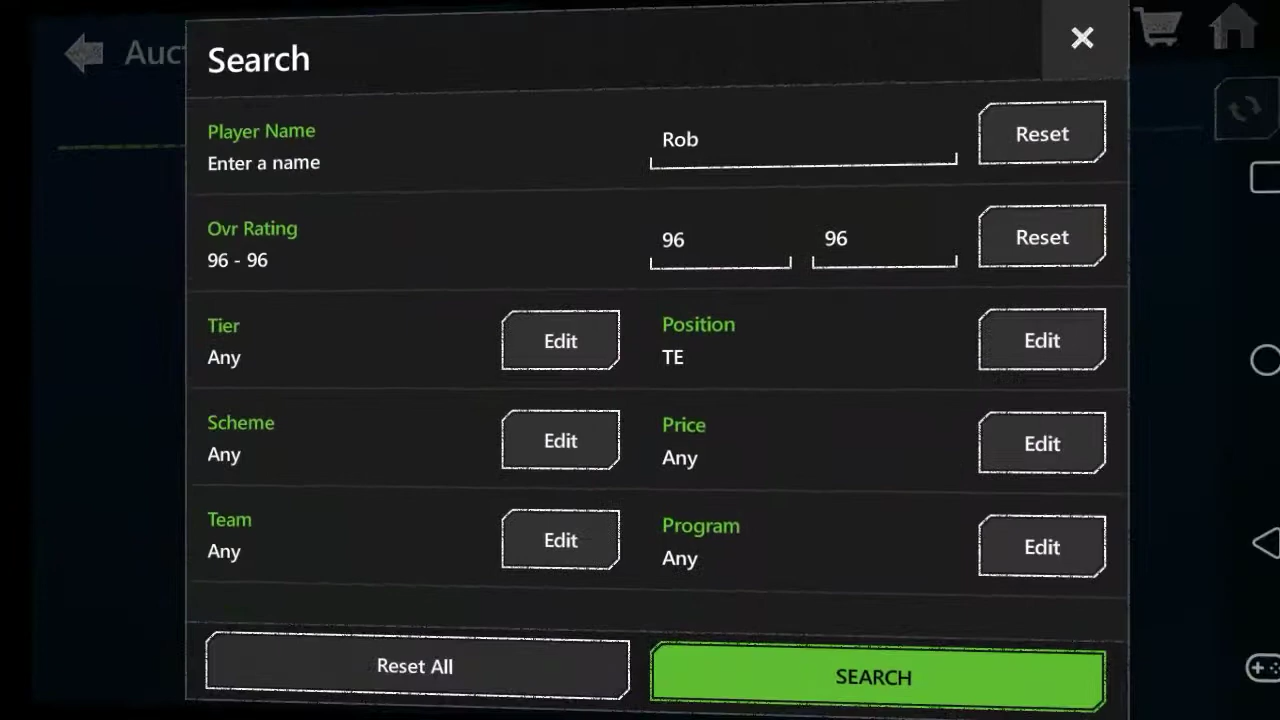 Auc
Search
Player Name
Enter a name
Rob
Reset
Ovr Rating
96 - 96
96
96
Reset
Tier
Any
Edit
Position
TE
Edit
Scheme
Any
Edit
Price
Any
Edit
Team
Any
Edit
Program
Any
Edit
Reset All
SEARCH